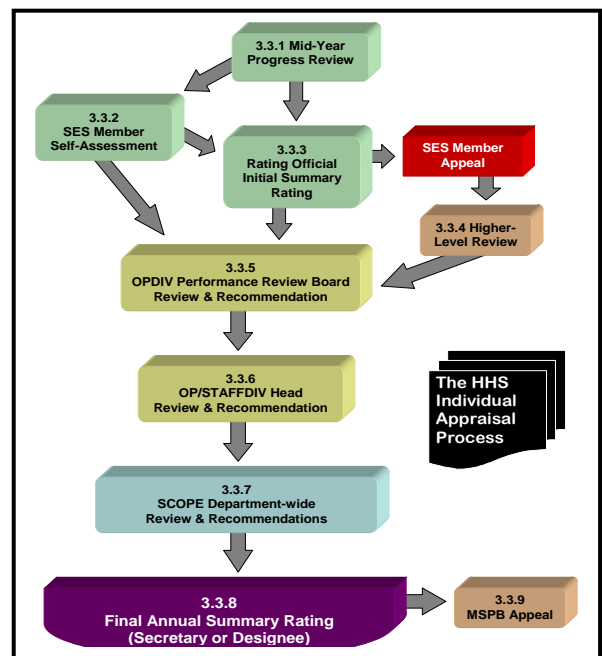 3.3.1 Mid-Year
Progress Review
3.3.2
SES Member
Self-Assessment
3.3.3
Rating Official
Initial Summary
Rating
SES Member
Appeal
3.3.4 Higher-
Level Review
3.3.5
OPDIV Performance Review Board
Review & Recommendation
3.3.6
OP/STAFFDIV Head
Review & Recommendation
The HHS
Individual
Appraisal
Process
3.3.7
SCOPE Department-wide
Review & Recommendations
3.3.8
Final Annual Summary Rating
(Secretary or Designee)
3.3.9
MSPB Appeal